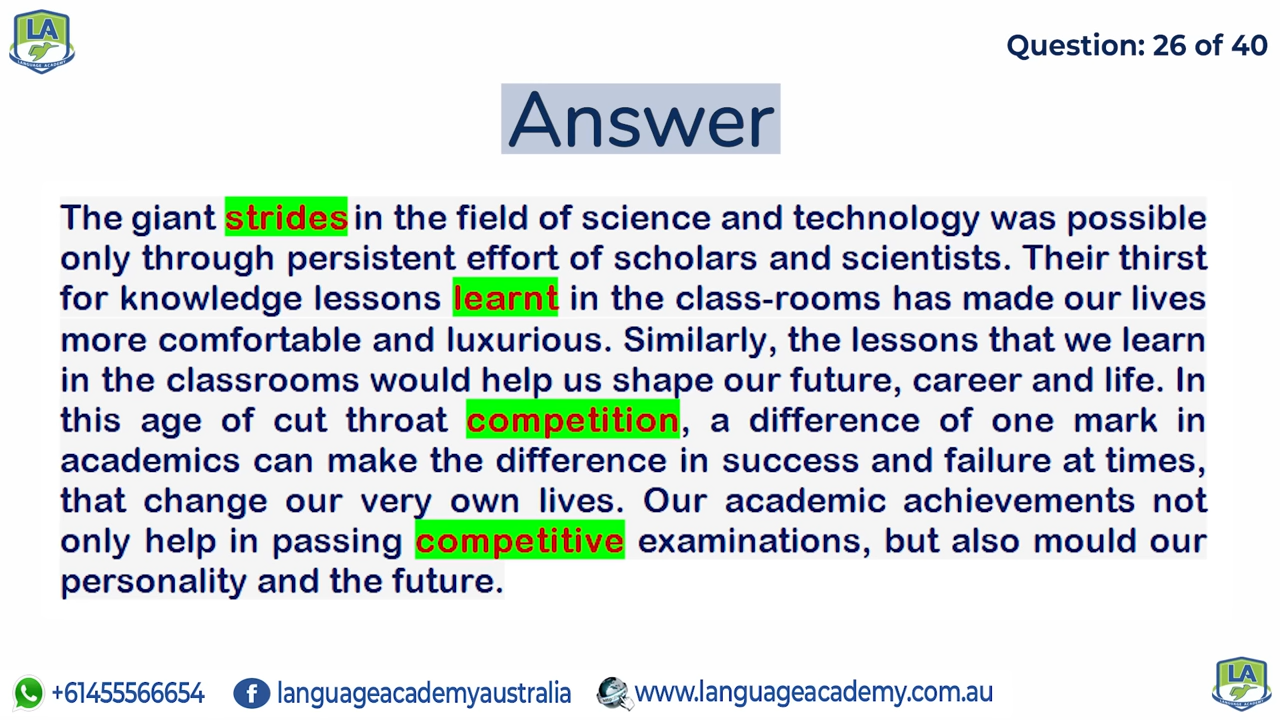 LA
LANGUAGE ACADEMY
Question: 26 of 40
Answer
The giant strides in the field of science and technology was possible
only through persistent effort of scholars and scientists. Their thirst
for knowledge lessons learnt in the class-rooms has made our lives
more comfortable and luxurious. Similarly, the lessons that we learn
in the classrooms would help us shape our future, career and life. In
this age of cut throat competition, a difference of one mark in
academics can make the difference in success and failure at times,
that change our very own lives. Our academic achievements not
only help in passing competitive examinations, but also mould our
personality and the future.
+61455566654 languageacademyaustralia www.languageacademy.com.au
LA
LANGUAGE ACADEMY